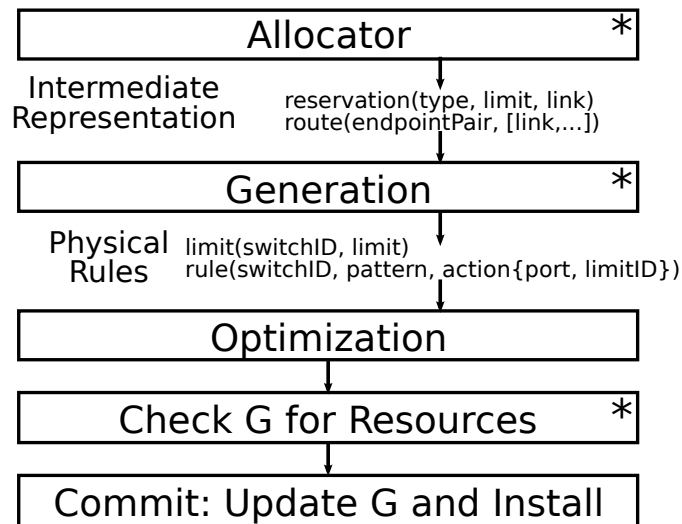 Allocator *
Intermediate
Representation
reservation(type, limit, link)
route(endpointPair, [link,...])
Generation *
Physical
Rules
limit(switchID, limit)
rule(switchID, pattern, action{port, limitID})
Optimization
Check G for Resources *
Commit: Update G and Install